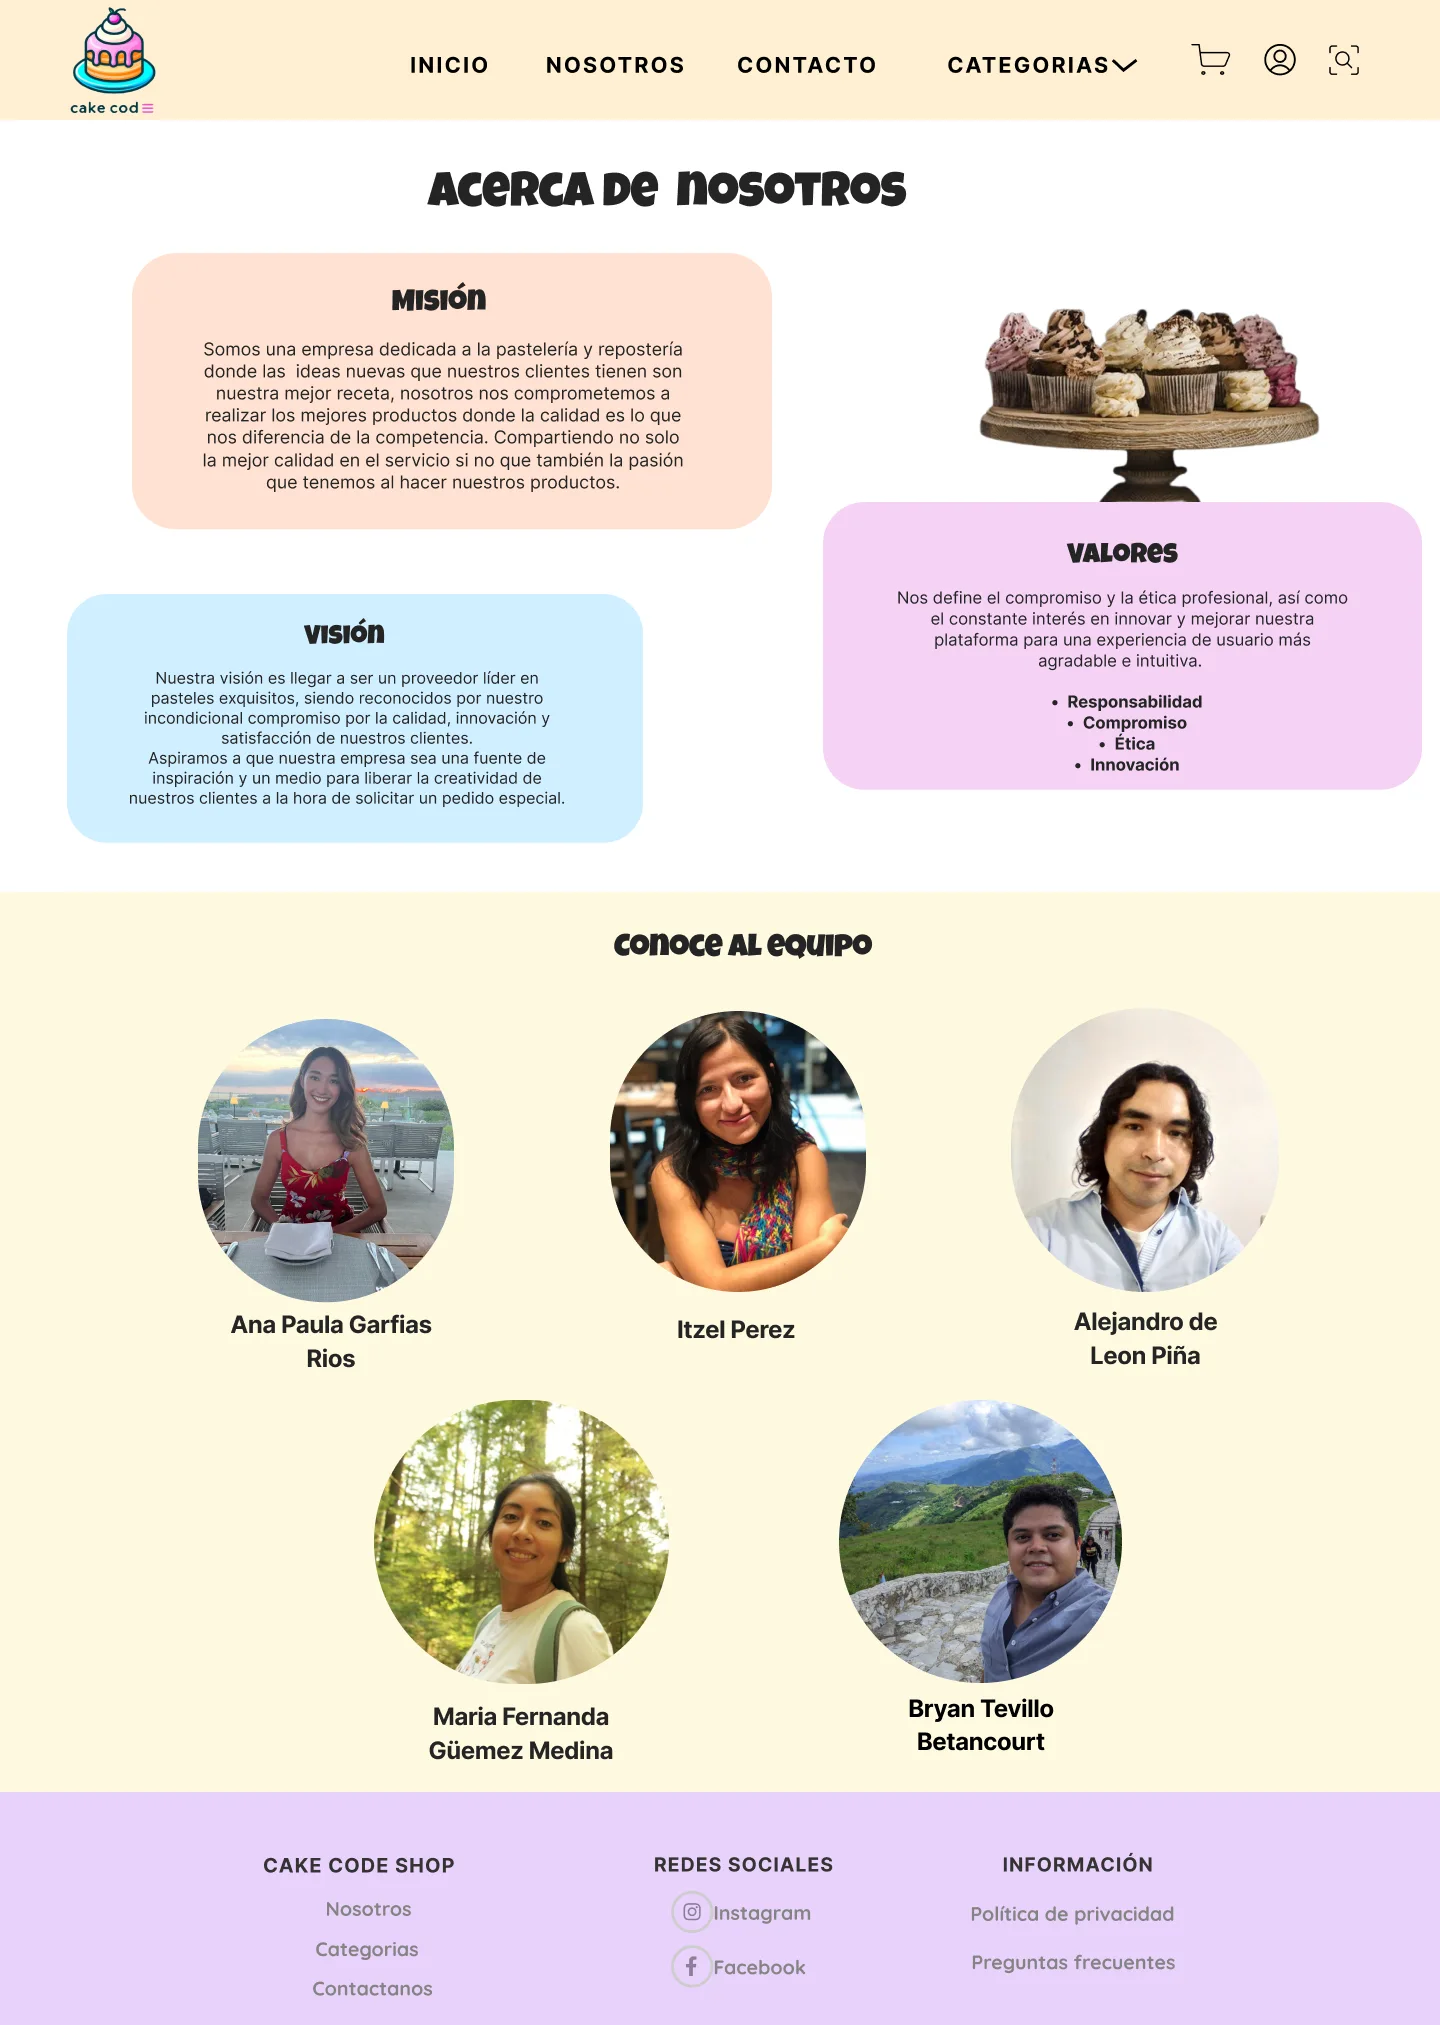 cake cod
INICIO
NOSOTROS
CONTACTO
CATEGORIAS
Acerca de nosotros
Misión
Somos una empresa dedicada a la pastelería y repostería
donde las ideas nuevas que nuestros clientes tienen son
nuestra mejor receta, nosotros nos comprometemos a
realizar los mejores productos donde la calidad es lo que
nos diferencia de la competencia. Compartiendo no solo
la mejor calidad en el servicio si no que también la pasión
que tenemos al hacer nuestros productos.
Valores
Nos define el compromiso y la ética profesional, así como
el constante interés en innovar y mejorar nuestra
plataforma para una experiencia de usuario más
agradable e intuitiva.
• Responsabilidad
• Compromiso
• Ética
• Innovación
Visión
Nuestra visión es llegar a ser un proveedor líder en
pasteles exquisitos, siendo reconocidos por nuestro
incondicional compromiso por la calidad, innovación y
satisfacción de nuestros clientes.
Aspiramos a que nuestra empresa sea una fuente de
inspiración y un medio para liberar la creatividad de
nuestros clientes a la hora de solicitar un pedido especial.
Conoce al equipo
Ana Paula Garfias
Rios
Itzel Perez
Alejandro de
Leon Piña
Maria Fernanda
Güemez Medina
Bryan Tevillo
Betancourt
CAKE CODE SHOP
Nosotros
Categorias
Contactanos
REDES SOCIALES
Instagram
Facebook
INFORMACIÓN
Política de privacidad
Preguntas frecuentes